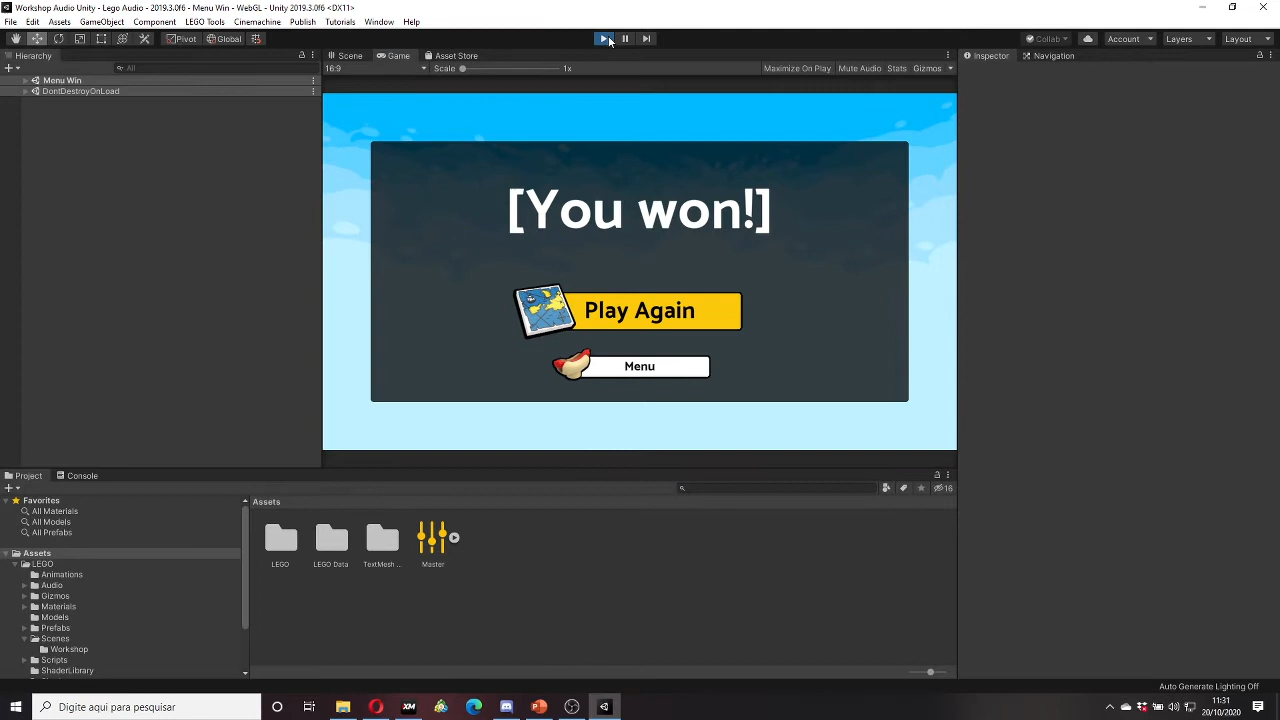 Workshop Audio Unity - Lego Audio - 2019.3.0f6 - Menu Win - WebGL - Unity 2019.3.0f6 <DX11>
File Edit Assets GameObject Component LEGO Tools Cinemachine Publish Tutorials Window Help
Pivot Global Collab Account Layers Layout
Hierarchy Scene Game Asset Store Inspector Navigation
All 16:9 Scale 1x Maximize On Play Mute Audio Stats Gizmos
Menu Win
DontDestroyOnLoad
[You won!]
Play Again
Menu
Project Console
16
Favorites
All Materials
All Models
All Prefabs
Assets
LEGO
Animations
Audio
Gizmos
Materials
Models
Prefabs
Scenes
Workshop
Scripts
ShaderLibrary
Assets
LEGO LEGO Data TextMesh ... Master
Auto Generate Lighting Off
Digite aqui para pesquisar
11:31
20/10/2020